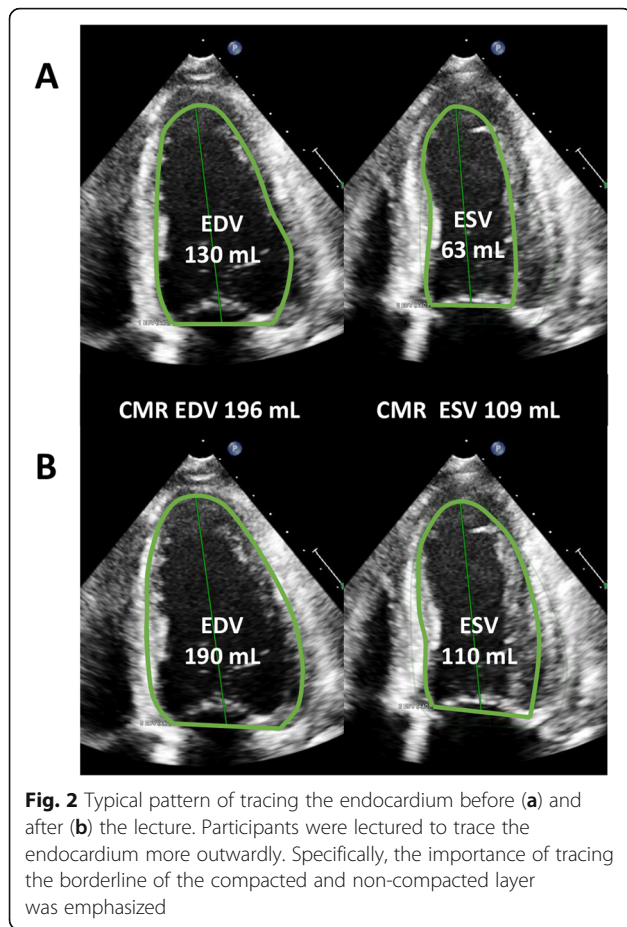 A
P
P
EDV
130 mL
ESV
63 mL
CMR EDV 196 mL
CMR ESV 109 mL
B
P
P
EDV
190 mL
ESV
110 mL
Fig. 2 Typical pattern of tracing the endocardium before (a) and
after (b) the lecture. Participants were lectured to trace the
endocardium more outwardly. Specifically, the importance of tracing
the borderline of the compacted and non-compacted layer
was emphasized